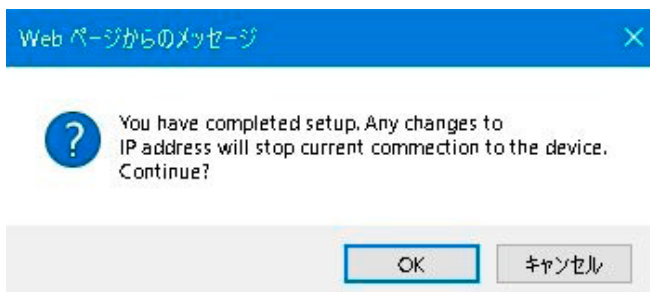 Web ページからのメッセージ
You have completed setup. Any changes to
IP address will stop current commection to the device.
Continue?
OK
キャンセル